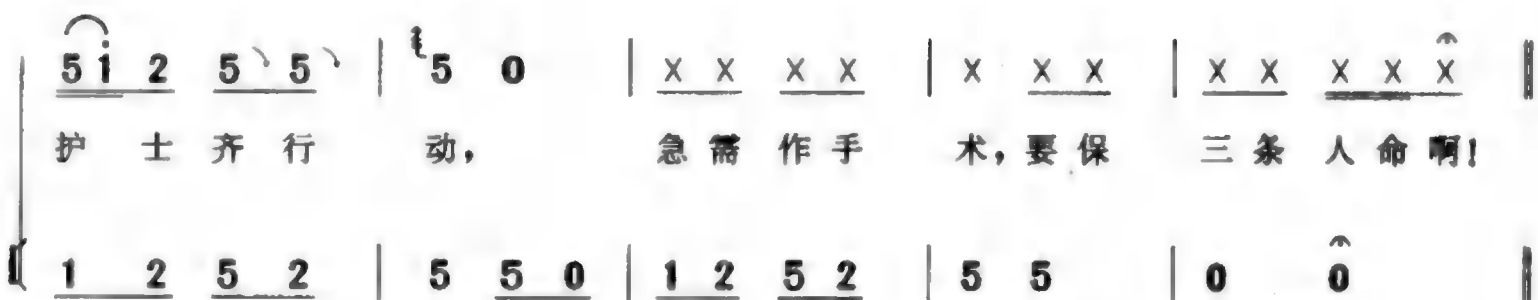 5 i 2 5 5 | 5 0 | X X X X | X X X | X X X X X
护士齐行动， 急需作手术，要保三条人命啊！
1 2 5 2 | 5 5 0 | 1 2 5 2 | 5 5 | 0 0